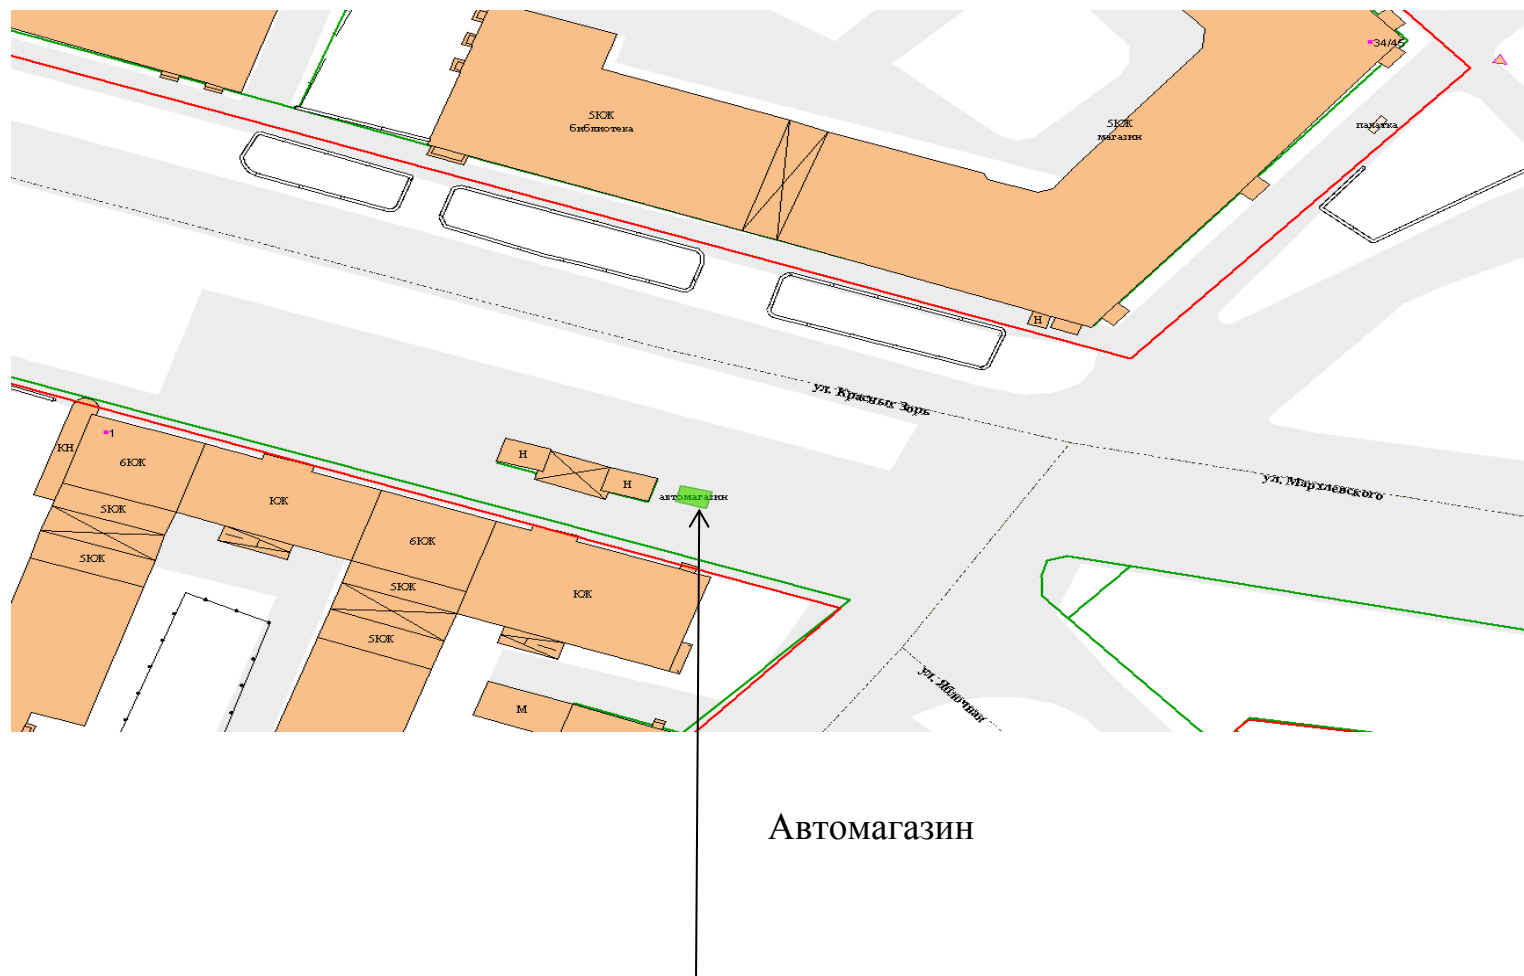 34/45
5КЖ
библиотека
5КЖ
магазин
палатка
Н
ул. Красных Зорь
1
КН
6КЖ
Н
Н
автомагазин
ул. Мархлевского
КЖ
5КЖ
6КЖ
5КЖ
5КЖ
КЖ
5КЖ
ул. Яблочная
М
Автомагазин